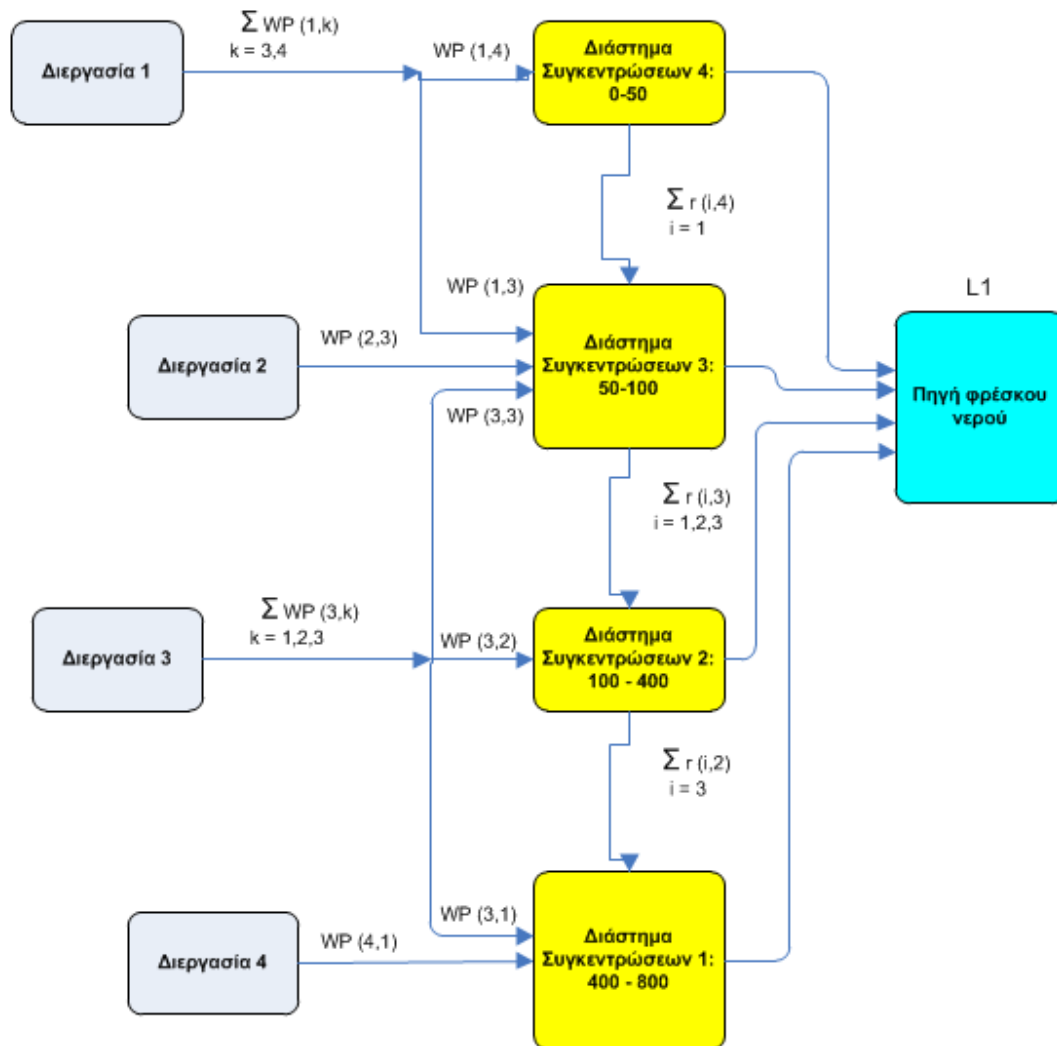 Σ WP (1,k)
k = 3,4
Διεργασία 1
WP (1,4)
Διάστημα
Συγκεντρώσεων 4:
0-50
Σ r (i,4)
i = 1
WP (1,3)
L1
Διεργασία 2
WP (2,3)
Διάστημα
Συγκεντρώσεων 3:
50-100
WP (3,3)
Πηγή φρέσκου
νερού
Σ r (i,3)
i = 1,2,3
Σ WP (3,k)
k = 1,2,3
Διεργασία 3
WP (3,2)
Διάστημα
Συγκεντρώσεων 2:
100 - 400
Σ r (i,2)
i = 3
WP (3,1)
Διεργασία 4
WP (4,1)
Διάστημα
Συγκεντρώσεων 1:
400 - 800